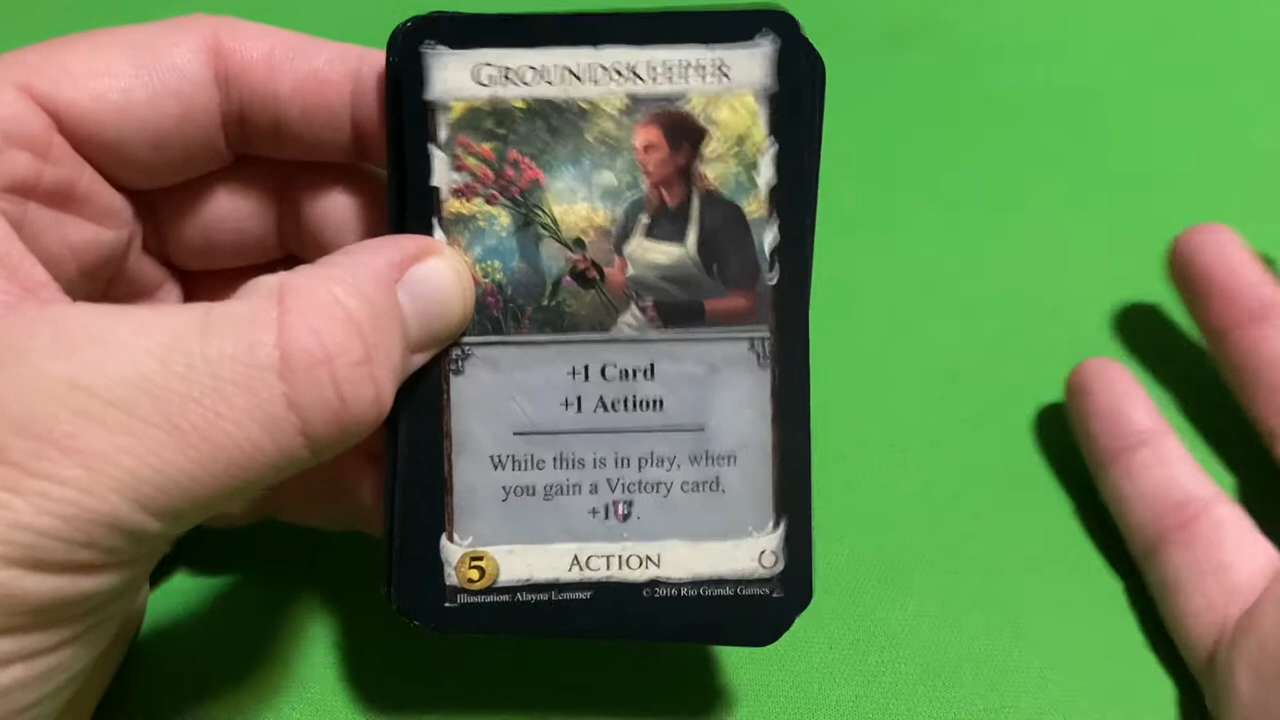 GROUNDSKEEPER
+1 Card
+1 Action
While this is in play, when
you gain a Victory card,
+1.
5
ACTION
Illustration: Alayna Lemmer
© 2016 Rio Grande Games